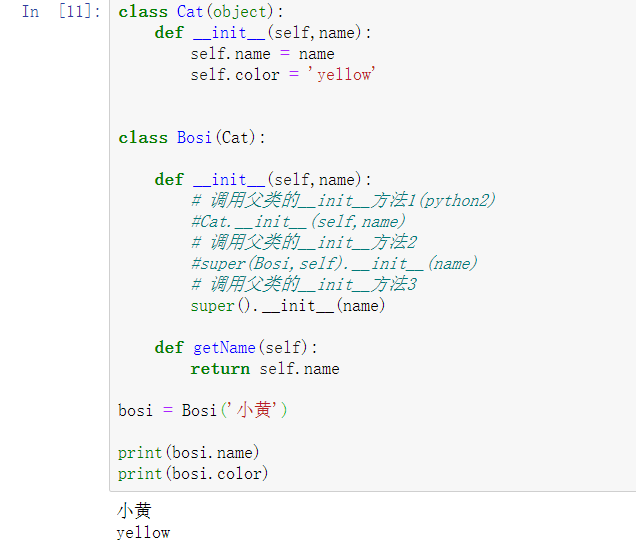 In [11]:
class Cat(object):
    def __init__(self,name):
        self.name = name
        self.color = 'yellow'
class Bosi(Cat):
    def __init__(self,name):
        # 调用父类的__init__方法1(python2)
        #Cat.__init__(self,name)
        # 调用父类的__init__方法2
        #super(Bosi,self).__init__(name)
        # 调用父类的__init__方法3
        super().__init__(name)
    def getName(self):
        return self.name
bosi = Bosi('小黄')
print(bosi.name)
print(bosi.color)
小黄
yellow